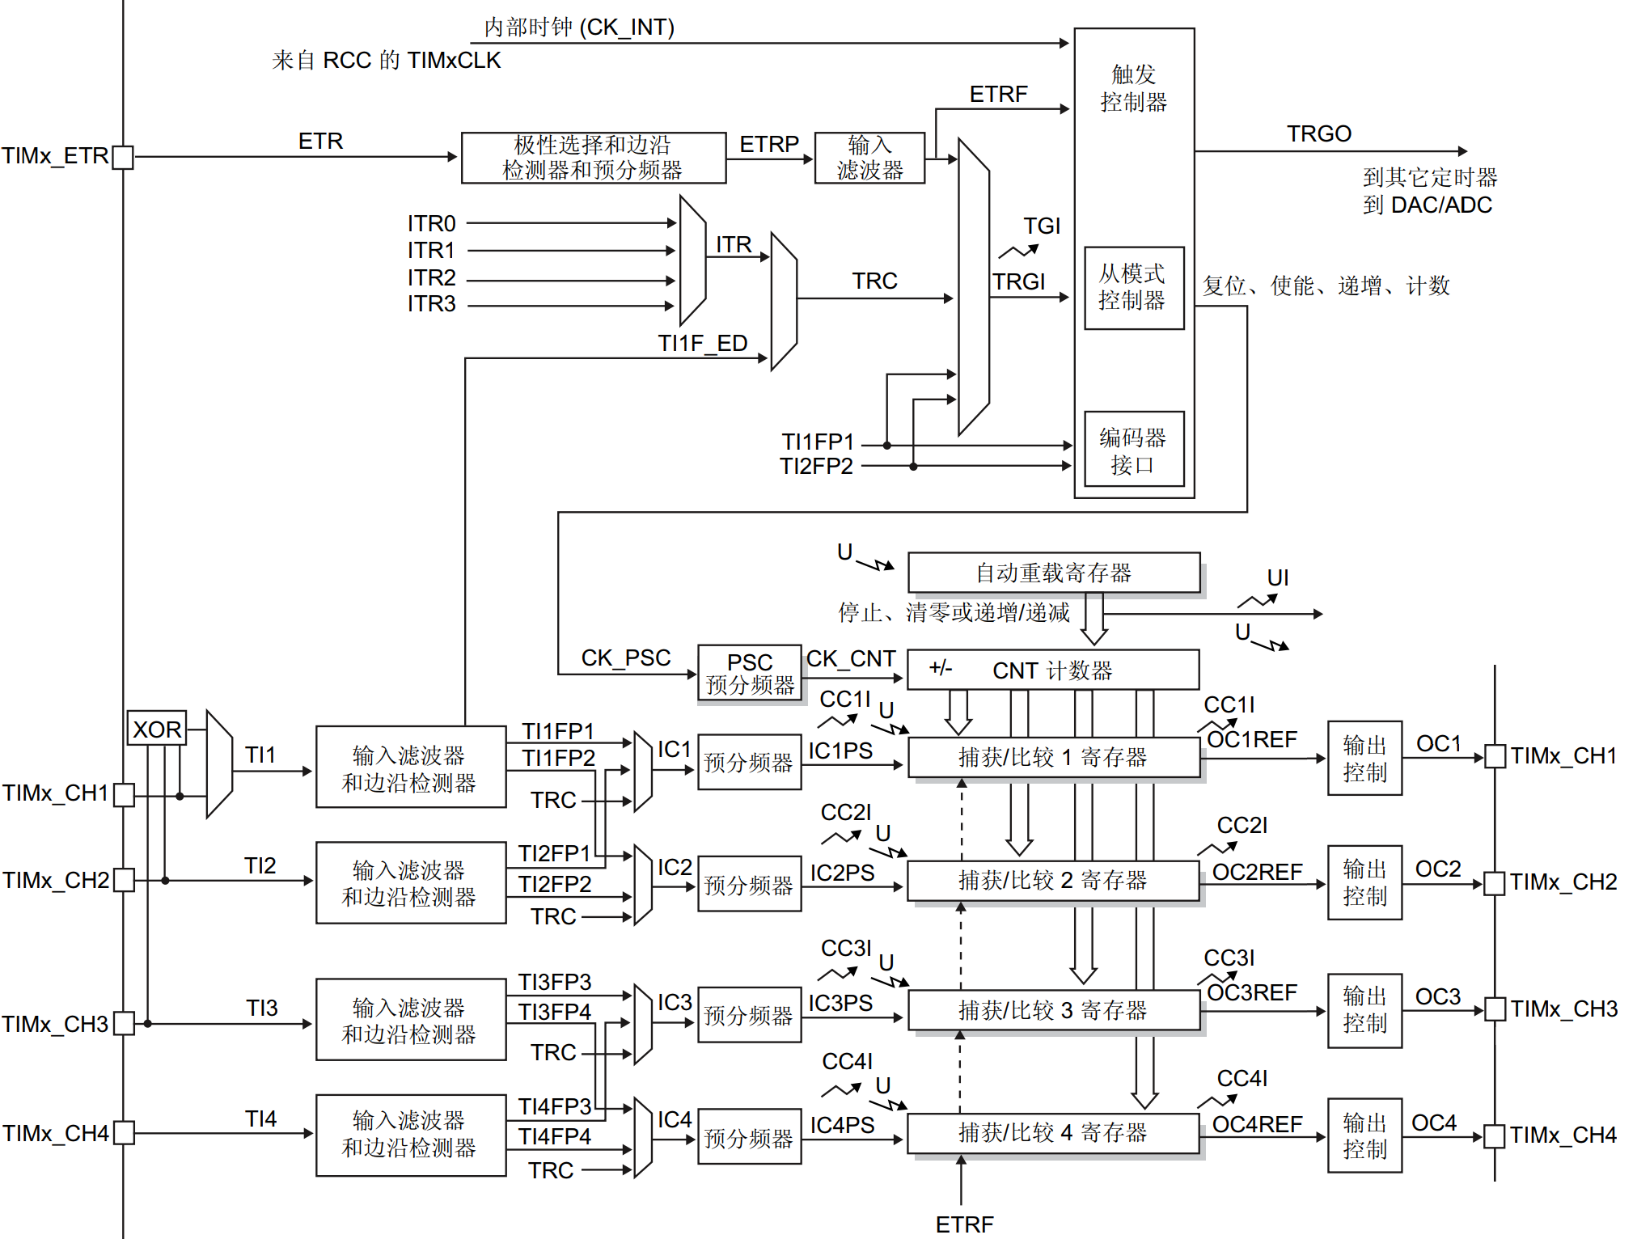 内部时钟 (CK_INT)
来自 RCC 的 TIMxCLK
触发
控制器
ETRF
TIMx_ETR
ETR
极性选择和边沿
检测器和预分频器
ETRP
输入
滤波器
TRGO
到其它定时器
到 DAC/ADC
ITR0
ITR1
ITR2
ITR3
ITR
TRC
TI1F_ED
TGI
TRGI
从模式
控制器
复位、使能、递增、计数
TI1FP1
TI2FP2
编码器
接口
U
自动重载寄存器
UI
停止、清零或递增/递减
U
CK_PSC
PSC
预分频器
CK_CNT
+/-
CNT 计数器
XOR
TI1
TIMx_CH1
输入滤波器
和边沿检测器
TI1FP1
TI1FP2
TRC
IC1
预分频器
CC1I
U
IC1PS
捕获/比较 1 寄存器
CC1I
OC1REF
输出
控制
OC1
TIMx_CH1
TIMx_CH2
TI2
输入滤波器
和边沿检测器
TI2FP1
TI2FP2
TRC
IC2
预分频器
CC2I
U
IC2PS
捕获/比较 2 寄存器
CC2I
OC2REF
输出
控制
OC2
TIMx_CH2
TIMx_CH3
TI3
输入滤波器
和边沿检测器
TI3FP3
TI3FP4
TRC
IC3
预分频器
CC3I
U
IC3PS
捕获/比较 3 寄存器
CC3I
OC3REF
输出
控制
OC3
TIMx_CH3
TIMx_CH4
TI4
输入滤波器
和边沿检测器
TI4FP3
TI4FP4
TRC
IC4
预分频器
CC4I
U
IC4PS
捕获/比较 4 寄存器
CC4I
OC4REF
输出
控制
OC4
TIMx_CH4
ETRF